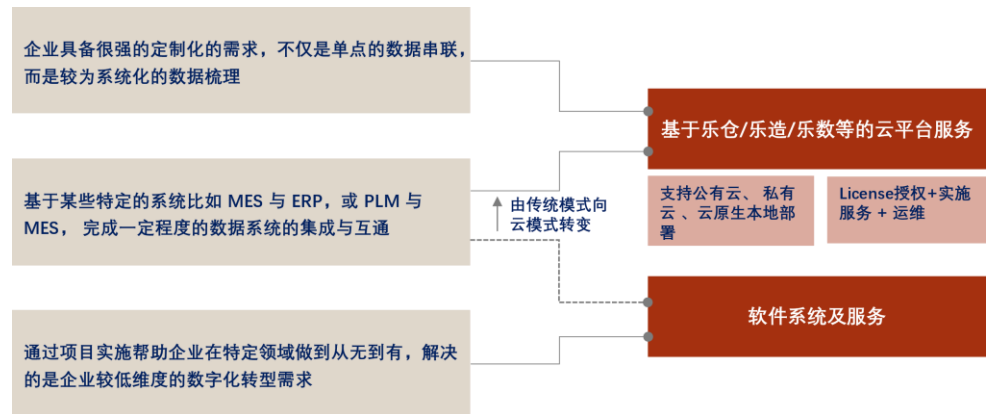 企业具备很强的定制化的需求，不仅是单点的数据串联，
而是较为系统化的数据梳理
基于乐仓/乐造/乐数等的云平台服务
基于某些特定的系统比如 MES 与 ERP，或 PLM 与
MES， 完成一定程度的数据系统的集成与互通
由传统模式向
云模式转变
支持公有云、 私有
云 、云原生本地部
署
License授权+实施
服务 + 运维
软件系统及服务
通过项目实施帮助企业在特定领域做到从无到有，解决
的是企业较低维度的数字化转型需求